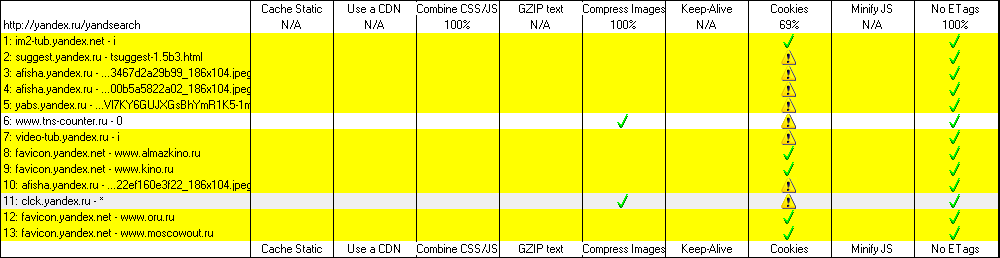 Cache Static Use a CDN Combine CSS/JS GZIP text Compress Images Keep-Alive Cookies Minify JS No ETags
http://yandex.ru/yandsearch N/A N/A 100% N/A 100% N/A 69% N/A 100%
1: im2-tub.yandex.net - i
2: suggest.yandex.ru - tsuggest-1.5b3.html
3: afisha.yandex.ru - ...3467d2a29b99_186x104.jpeg
4: afisha.yandex.ru - ...00b5a5822a02_186x104.jpeg
5: yabs.yandex.ru - ...
6: www.tns-counter.ru - 0
7: video-tub.yandex.ru - i
8: favicon.yandex.net - www.almazkino.ru
9: favicon.yandex.net - www.kino.ru
10: afisha.yandex.ru - ...22ef160e3f22_186x104.jpeg
11: clck.yandex.ru - *
12: favicon.yandex.net - www.oru.ru
13: favicon.yandex.net - www.moscowout.ru
Cache Static Use a CDN Combine CSS/JS GZIP text Compress Images Keep-Alive Cookies Minify JS No ETags